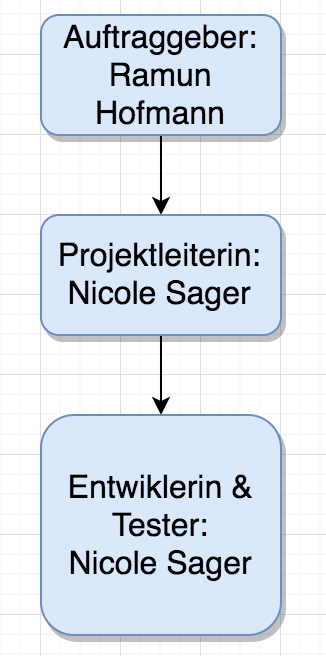 Auftraggeber:
Ramun
Hofmann
Projektleiterin:
Nicole Sager
Entwiklerin &
Tester:
Nicole Sager